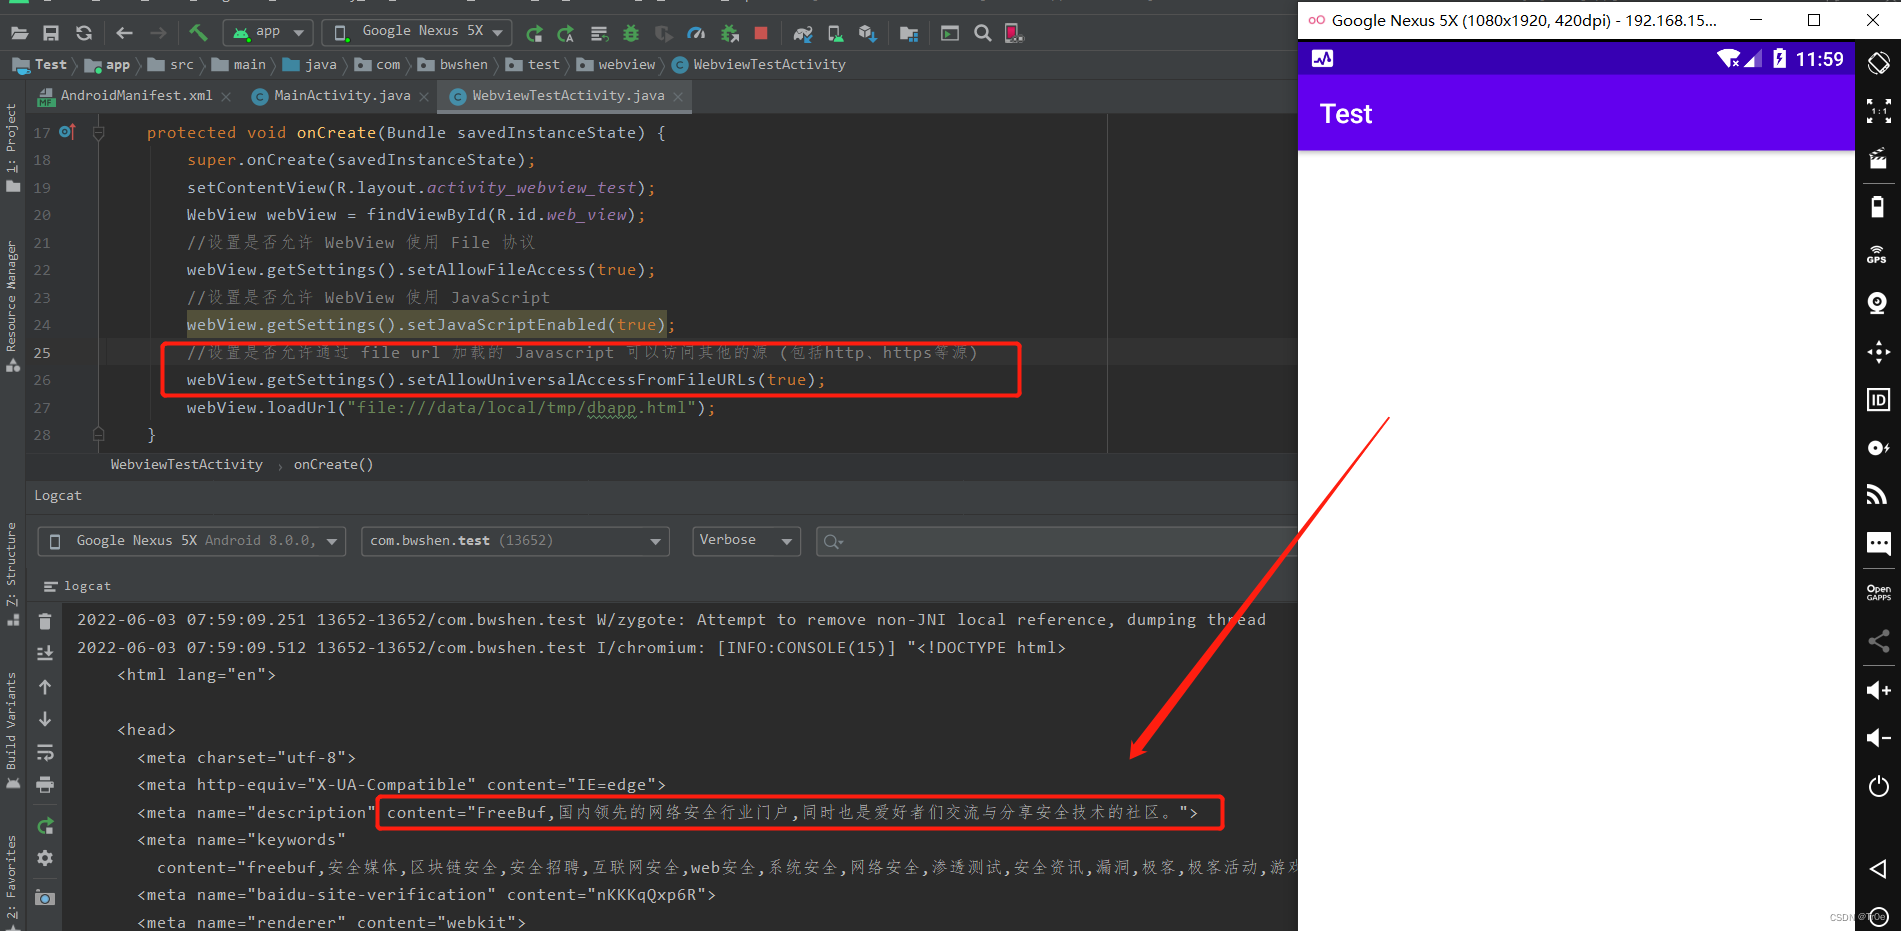 app
Google Nexus 5X
Google Nexus 5X (1080x1920, 420dpi) - 192.168.15...
Test
app
src
main
java
com
bwshen
test
webview
WebviewTestActivity
11:59
AndroidManifest.xml
MainActivity.java
WebviewTestActivity.java
Test
1: Project
Resource Manager
Z: Structure
Build Variants
2: Favorites
17 protected void onCreate(Bundle savedInstanceState) {
18 super.onCreate(savedInstanceState);
19 setContentView(R.layout.activity_webview_test);
20 WebView webView = findViewById(R.id.web_view);
21 //设置是否允许 WebView 使用 File 协议
22 webView.getSettings().setAllowFileAccess(true);
23 //设置是否允许 WebView 使用 JavaScript
24 webView.getSettings().setJavaScriptEnabled(true);
25 //设置是否允许通过 file url 加载的 Javascript 可以访问其他的源 (包括http、https等源)
26 webView.getSettings().setAllowUniversalAccessFromFileURLs(true);
27 webView.loadUrl("file:///data/local/tmp/dbapp.html");
28 }
WebviewTestActivity › onCreate()
Logcat
Google Nexus 5X Android 8.0.0,
com.bwshen.test (13652)
Verbose
logcat
2022-06-03 07:59:09.251 13652-13652/com.bwshen.test W/zygote: Attempt to remove non-JNI local reference, dumping thread
2022-06-03 07:59:09.512 13652-13652/com.bwshen.test I/chromium: [INFO:CONSOLE(15)] "<!DOCTYPE html>
<html lang="en">
<head>
<meta charset="utf-8">
<meta http-equiv="X-UA-Compatible" content="IE=edge">
<meta name="description" content="FreeBuf,国内领先的网络安全行业门户,同时也是爱好者们交流与分享安全技术的社区。">
<meta name="keywords"
content="freebuf,安全媒体,区块链安全,安全招聘,互联网安全,web安全,系统安全,网络安全,渗透测试,安全资讯,漏洞,极客,极客活动,游戏
<meta name="baidu-site-verification" content="nKKKqQxp6R">
<meta name="renderer" content="webkit">
1:1
GPS
ID
Open
GAPPS
CSDN @Tr0e